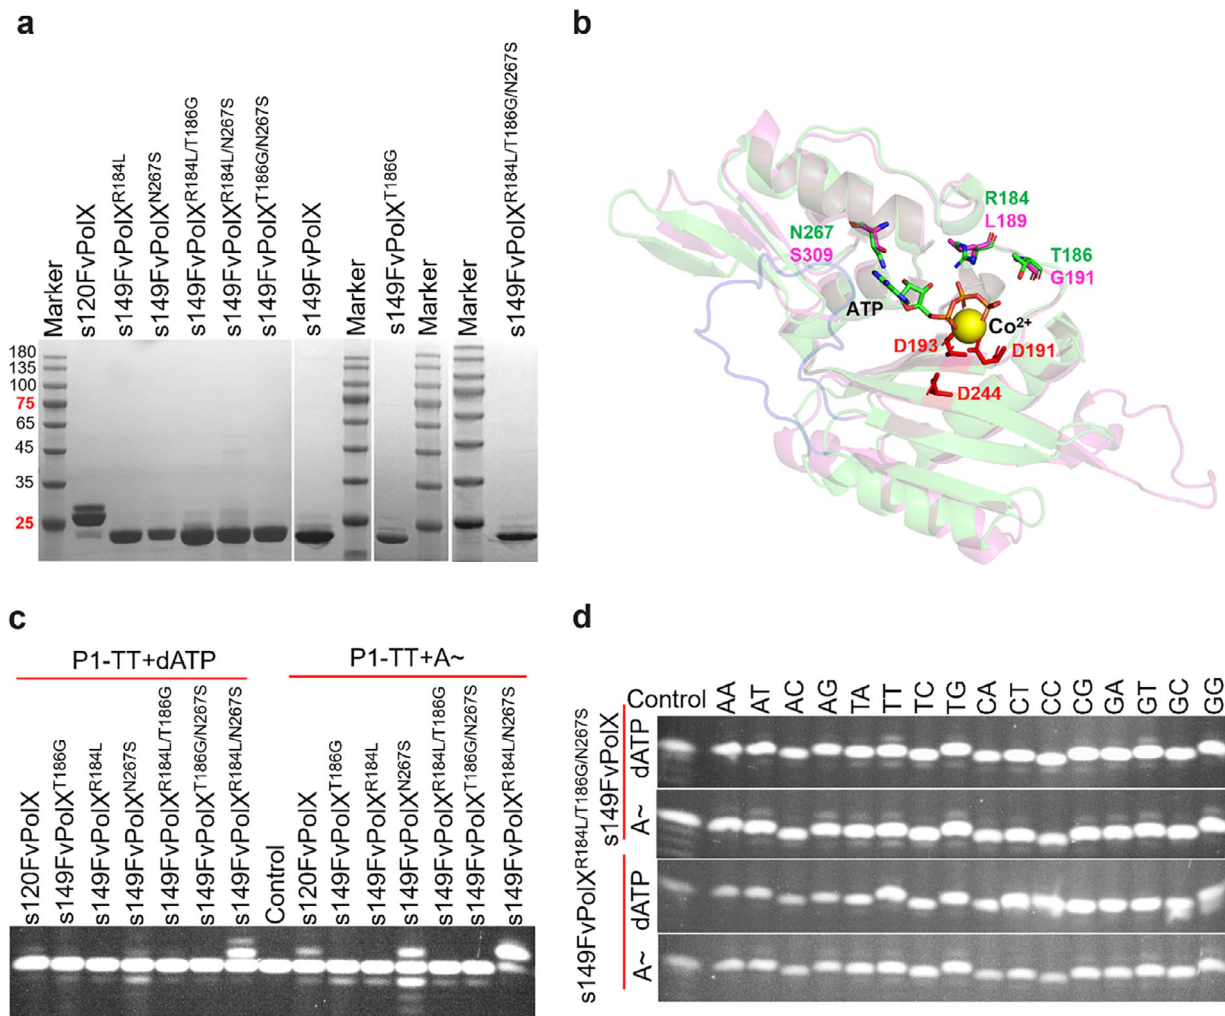 a
Marker
s120FvPolX
s149FvPolX^R184L
s149FvPolX^N267S
s149FvPolX^R184L/T186G
s149FvPolX^R184L/N267S
s149FvPolX^T186G/N267S
s149FvPolX
Marker
s149FvPolX^T186G
Marker
Marker
s149FvPolX^R184L/T186G/N267S
180
135
100
75
65
45
35
25
b
R184
L189
N267
S309
T186
G191
ATP
Co²⁺
D193
D191
D244
c
P1-TT+dATP
P1-TT+A~
s120FvPolX
s149FvPolX^T186G
s149FvPolX^R184L
s149FvPolX^N267S
s149FvPolX^R184L/T186G
s149FvPolX^T186G/N267S
s149FvPolX^R184L/N267S
Control
s120FvPolX
s149FvPolX^T186G
s149FvPolX^R184L
s149FvPolX^N267S
s149FvPolX^R184L/T186G
s149FvPolX^T186G/N267S
s149FvPolX^R184L/N267S
d
Control AA AT AC AG TA TT TC TG CA CT CC CG GA GT GC GG
s149FvPolX
dATP
A~
s149FvPolX^R184L/T186G/N267S
dATP
A~